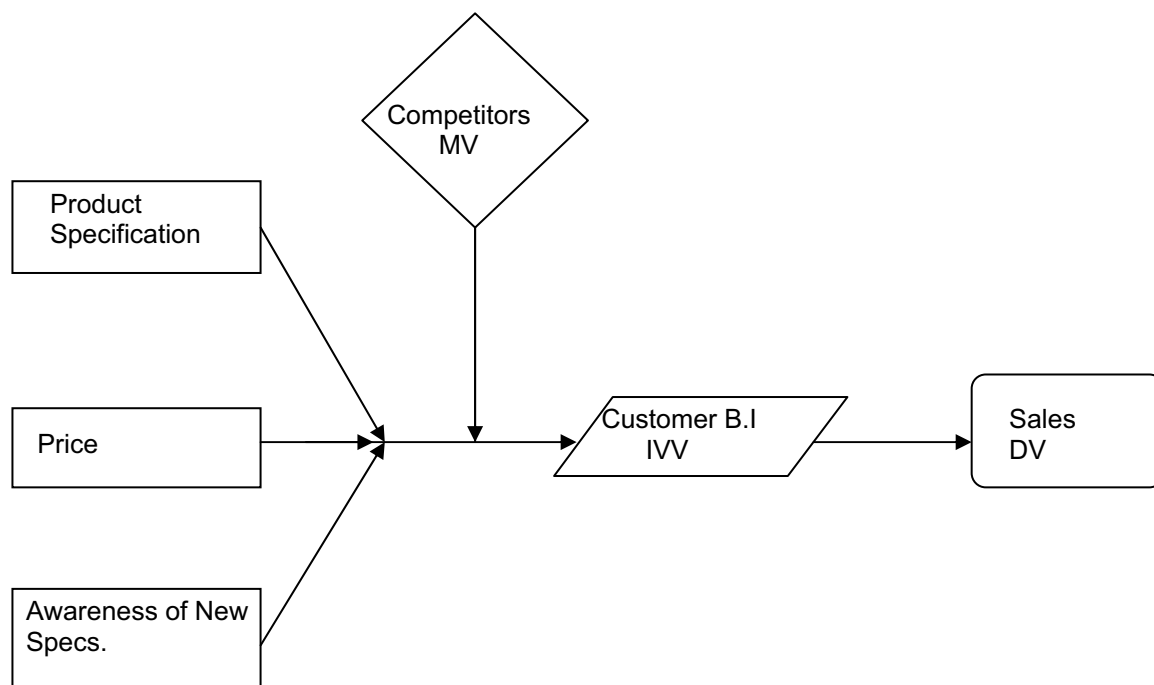 Competitors
MV
Product
Specification
Price
Customer B.I
IVV
Sales
DV
Awareness of New
Specs.